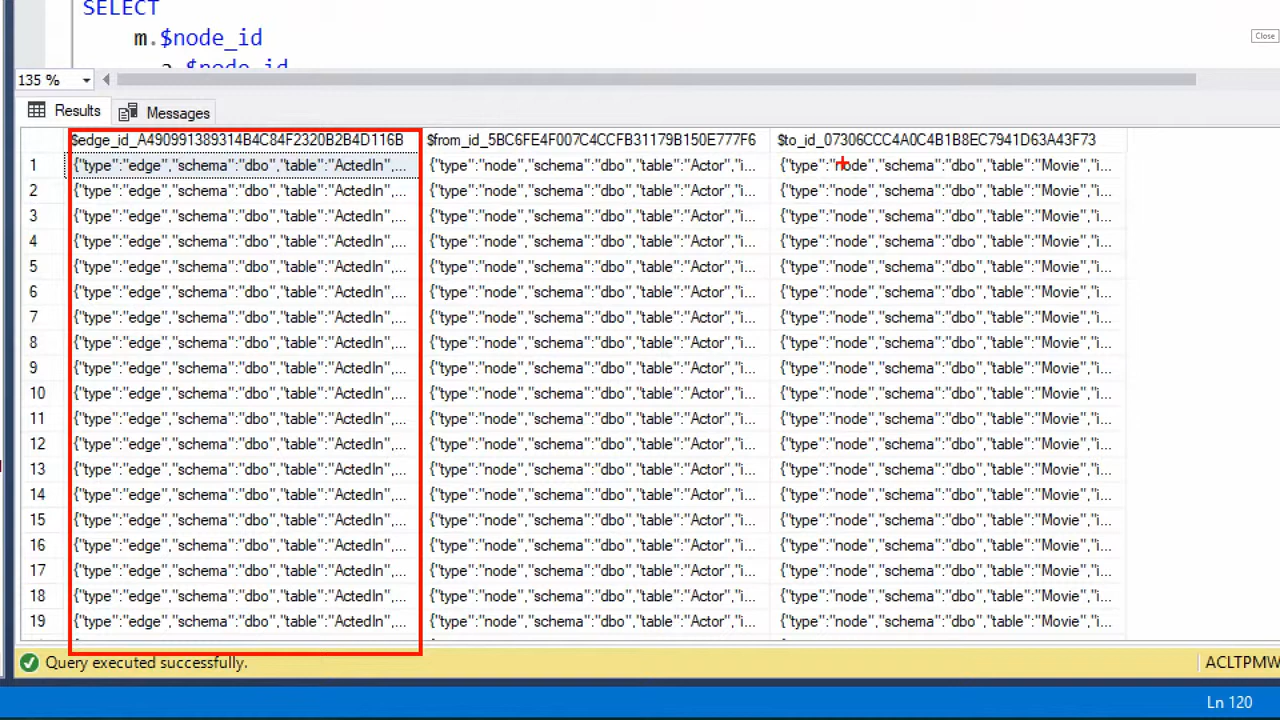 SELECT
m.$node_id
a.$node_id
Close
135 %
Results Messages
$edge_id_A490991389314B4C84F2320B2B4D116B $from_id_5BC6FE4F007C4CCFB31179B150E777F6 $to_id_07306CCC4A0C4B1B8EC7941D63A43F73
1 {"type":"edge","schema":"dbo","table":"ActedIn",... {"type":"node","schema":"dbo","table":"Actor","i... {"type":"node","schema":"dbo","table":"Movie","i...
2 {"type":"edge","schema":"dbo","table":"ActedIn",... {"type":"node","schema":"dbo","table":"Actor","i... {"type":"node","schema":"dbo","table":"Movie","i...
3 {"type":"edge","schema":"dbo","table":"ActedIn",... {"type":"node","schema":"dbo","table":"Actor","i... {"type":"node","schema":"dbo","table":"Movie","i...
4 {"type":"edge","schema":"dbo","table":"ActedIn",... {"type":"node","schema":"dbo","table":"Actor","i... {"type":"node","schema":"dbo","table":"Movie","i...
5 {"type":"edge","schema":"dbo","table":"ActedIn",... {"type":"node","schema":"dbo","table":"Actor","i... {"type":"node","schema":"dbo","table":"Movie","i...
6 {"type":"edge","schema":"dbo","table":"ActedIn",... {"type":"node","schema":"dbo","table":"Actor","i... {"type":"node","schema":"dbo","table":"Movie","i...
7 {"type":"edge","schema":"dbo","table":"ActedIn",... {"type":"node","schema":"dbo","table":"Actor","i... {"type":"node","schema":"dbo","table":"Movie","i...
8 {"type":"edge","schema":"dbo","table":"ActedIn",... {"type":"node","schema":"dbo","table":"Actor","i... {"type":"node","schema":"dbo","table":"Movie","i...
9 {"type":"edge","schema":"dbo","table":"ActedIn",... {"type":"node","schema":"dbo","table":"Actor","i... {"type":"node","schema":"dbo","table":"Movie","i...
10 {"type":"edge","schema":"dbo","table":"ActedIn",... {"type":"node","schema":"dbo","table":"Actor","i... {"type":"node","schema":"dbo","table":"Movie","i...
11 {"type":"edge","schema":"dbo","table":"ActedIn",... {"type":"node","schema":"dbo","table":"Actor","i... {"type":"node","schema":"dbo","table":"Movie","i...
12 {"type":"edge","schema":"dbo","table":"ActedIn",... {"type":"node","schema":"dbo","table":"Actor","i... {"type":"node","schema":"dbo","table":"Movie","i...
13 {"type":"edge","schema":"dbo","table":"ActedIn",... {"type":"node","schema":"dbo","table":"Actor","i... {"type":"node","schema":"dbo","table":"Movie","i...
14 {"type":"edge","schema":"dbo","table":"ActedIn",... {"type":"node","schema":"dbo","table":"Actor","i... {"type":"node","schema":"dbo","table":"Movie","i...
15 {"type":"edge","schema":"dbo","table":"ActedIn",... {"type":"node","schema":"dbo","table":"Actor","i... {"type":"node","schema":"dbo","table":"Movie","i...
16 {"type":"edge","schema":"dbo","table":"ActedIn",... {"type":"node","schema":"dbo","table":"Actor","i... {"type":"node","schema":"dbo","table":"Movie","i...
17 {"type":"edge","schema":"dbo","table":"ActedIn",... {"type":"node","schema":"dbo","table":"Actor","i... {"type":"node","schema":"dbo","table":"Movie","i...
18 {"type":"edge","schema":"dbo","table":"ActedIn",... {"type":"node","schema":"dbo","table":"Actor","i... {"type":"node","schema":"dbo","table":"Movie","i...
19 {"type":"edge","schema":"dbo","table":"ActedIn",... {"type":"node","schema":"dbo","table":"Actor","i... {"type":"node","schema":"dbo","table":"Movie","i...
Query executed successfully. ACLTPMW
Ln 120